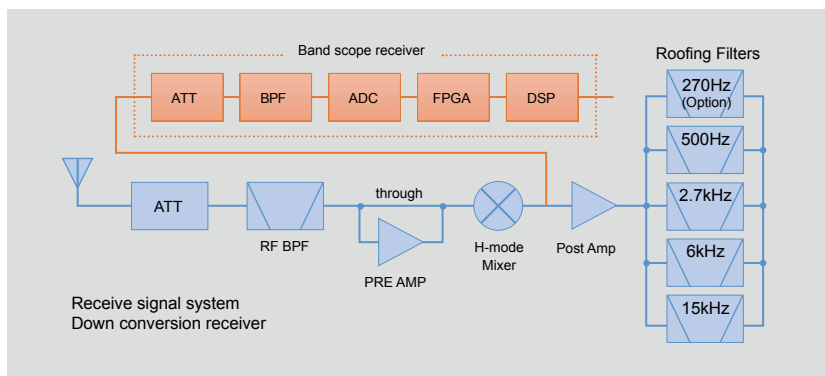 Band scope receiver
ATT
BPF
ADC
FPGA
DSP
Roofing Filters
270Hz
(Option)
500Hz
2.7kHz
6kHz
15kHz
ATT
RF BPF
through
PRE AMP
H-mode
Mixer
Post Amp
Receive signal system
Down conversion receiver